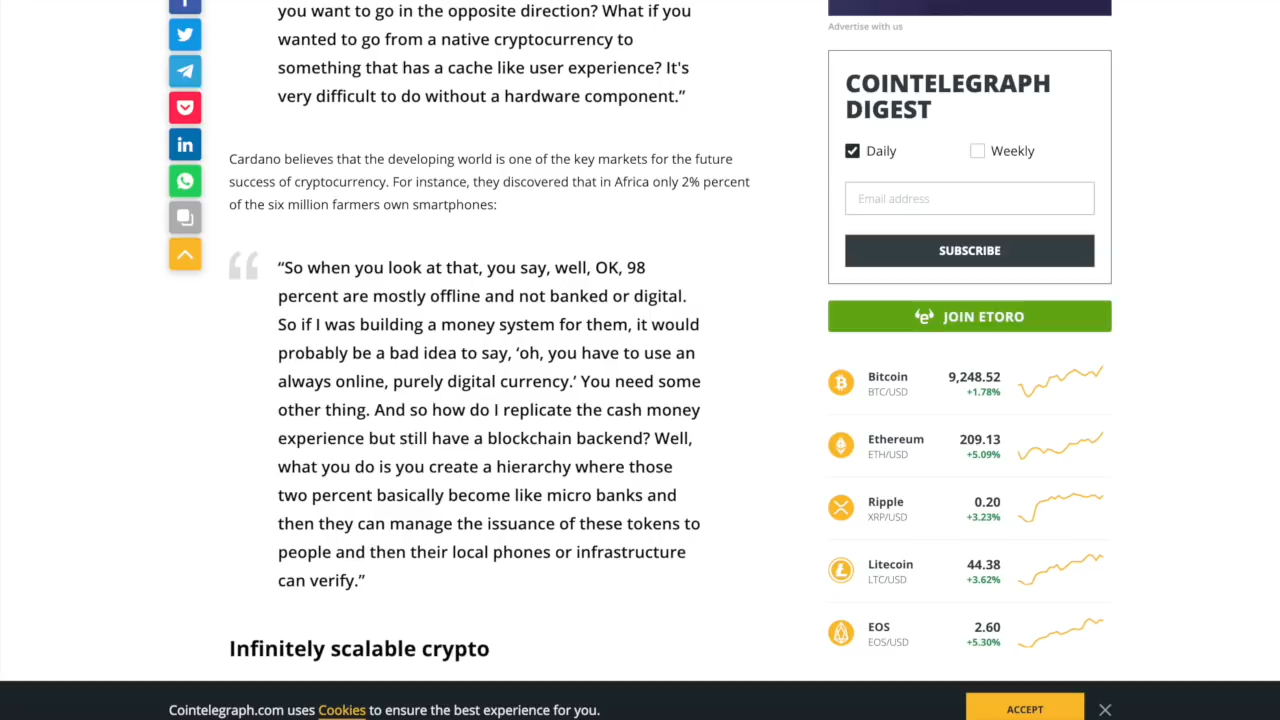 you want to go in the opposite direction? What if you
wanted to go from a native cryptocurrency to
something that has a cache like user experience? It's
very difficult to do without a hardware component.”
Cardano believes that the developing world is one of the key markets for the future
success of cryptocurrency. For instance, they discovered that in Africa only 2% percent
of the six million farmers own smartphones:
“So when you look at that, you say, well, OK, 98
percent are mostly offline and not banked or digital.
So if I was building a money system for them, it would
probably be a bad idea to say, ‘oh, you have to use an
always online, purely digital currency.’ You need some
other thing. And so how do I replicate the cash money
experience but still have a blockchain backend? Well,
what you do is you create a hierarchy where those
two percent basically become like micro banks and
then they can manage the issuance of these tokens to
people and then their local phones or infrastructure
can verify.”
Infinitely scalable crypto
Advertise with us
COINTELEGRAPH
DIGEST
Daily Weekly
Email address
SUBSCRIBE
JOIN ETORO
Bitcoin 9,248.52
BTC/USD +1.78%
Ethereum 209.13
ETH/USD +5.09%
Ripple 0.20
XRP/USD +3.23%
Litecoin 44.38
LTC/USD +3.62%
EOS 2.60
EOS/USD +5.30%
Cointelegraph.com uses Cookies to ensure the best experience for you.
ACCEPT